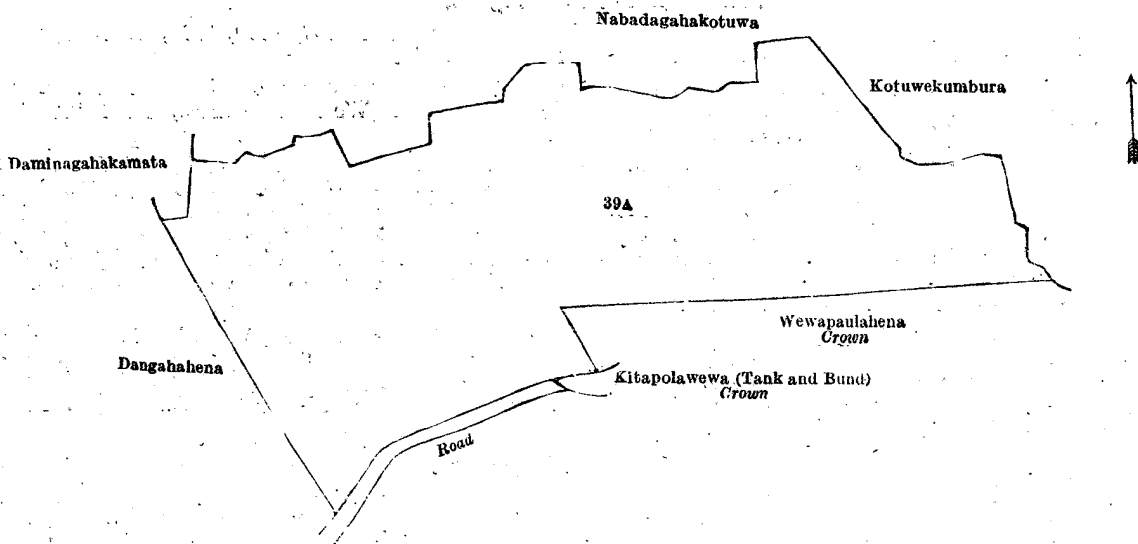 Nabadagahakotuwa
Kotuwekumbura
Daminagahakamata
39A
Wewapaulahena
Crown
Dangahahena
Kitapolawewa (Tank and Bund)
Crown
Road